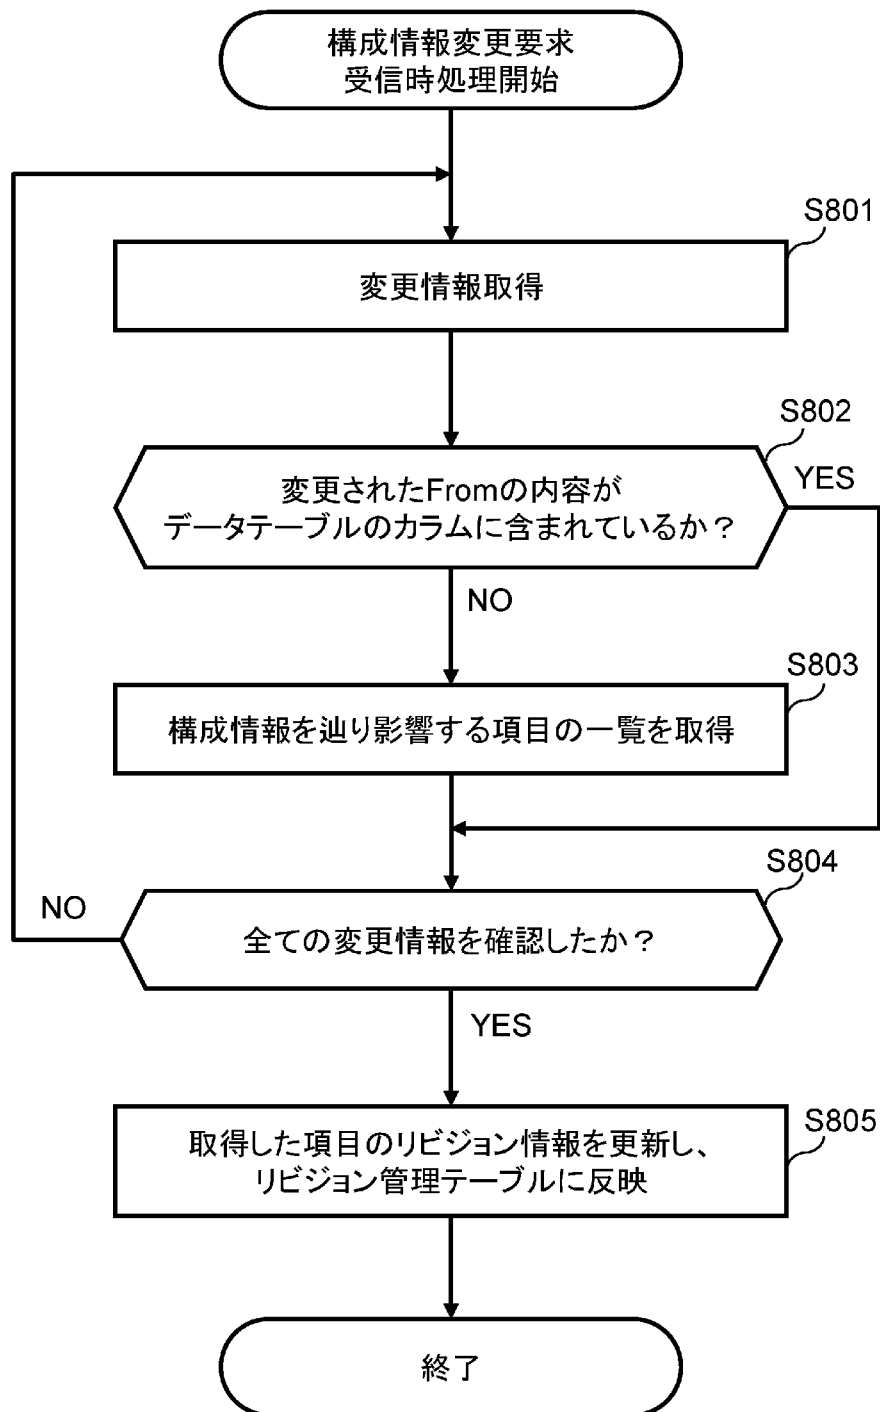 構成情報変更要求
受信時処理開始
S801
変更情報取得
S802
変更されたFromの内容が
データテーブルのカラムに含まれているか？
YES
NO
S803
構成情報を辿り影響する項目の一覧を取得
S804
NO
全ての変更情報を確認したか？
YES
S805
取得した項目のリビジョン情報を更新し、
リビジョン管理テーブルに反映
終了